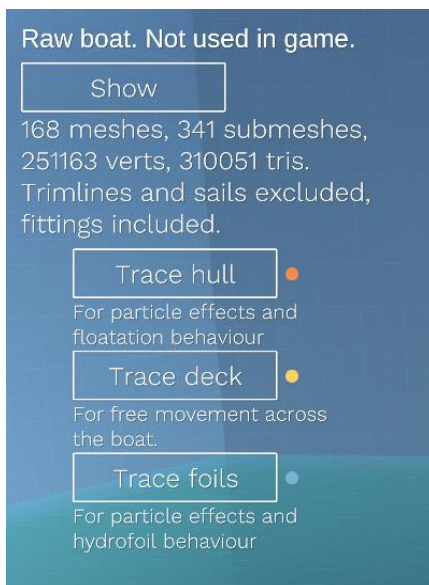 Raw boat. Not used in game.
Show
168 meshes, 341 submeshes,
251163 verts, 310051 tris.
Trimlines and sails excluded,
fittings included.
Trace hull
For particle effects and
floatation behaviour
Trace deck
For free movement across
the boat.
Trace foils
For particle effects and
hydrofoil behaviour